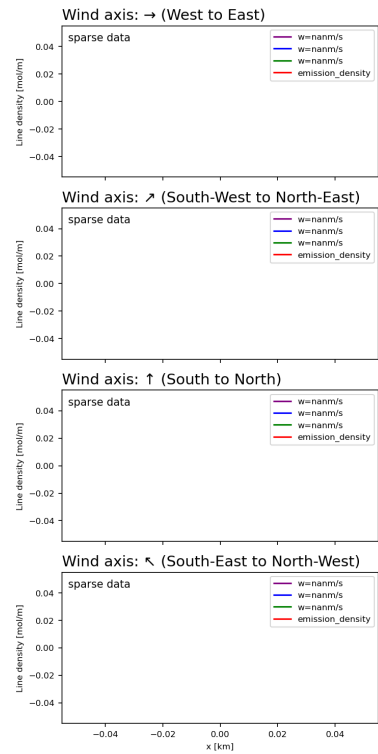 Wind axis: → (West to East)
sparse data
w=nanm/s
w=nanm/s
w=nanm/s
emission_density
0.04
0.02
0.00
−0.02
−0.04
Line density [mol/m]
Wind axis: ↗ (South-West to North-East)
sparse data
w=nanm/s
w=nanm/s
w=nanm/s
emission_density
0.04
0.02
0.00
−0.02
−0.04
Line density [mol/m]
Wind axis: ↑ (South to North)
sparse data
w=nanm/s
w=nanm/s
w=nanm/s
emission_density
0.04
0.02
0.00
−0.02
−0.04
Line density [mol/m]
Wind axis: ↖ (South-East to North-West)
sparse data
w=nanm/s
w=nanm/s
w=nanm/s
emission_density
0.04
0.02
0.00
−0.02
−0.04
Line density [mol/m]
−0.04 −0.02 0.00 0.02 0.04
x [km]